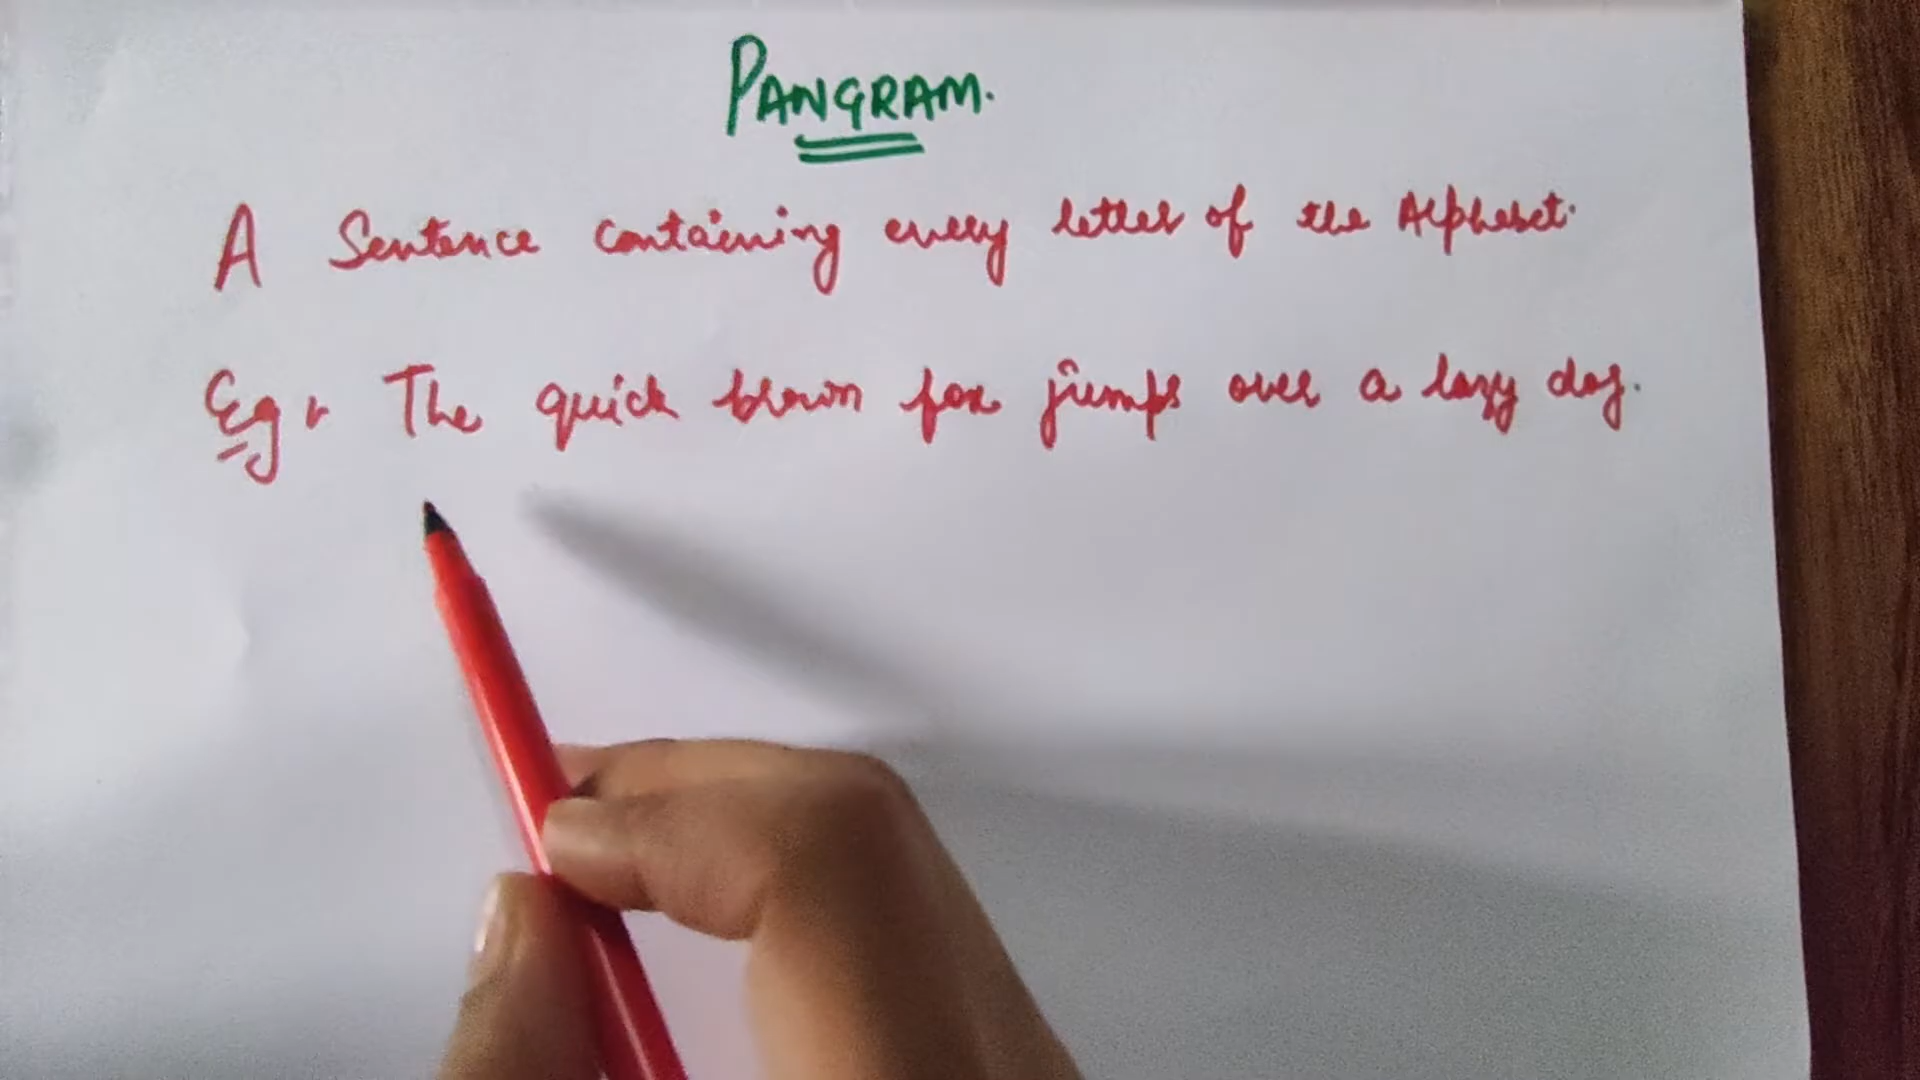 PANGRAM.
A Sentence containing every letter of the Alphabet.
Eg:- The quick brown fox jumps over a lazy dog.